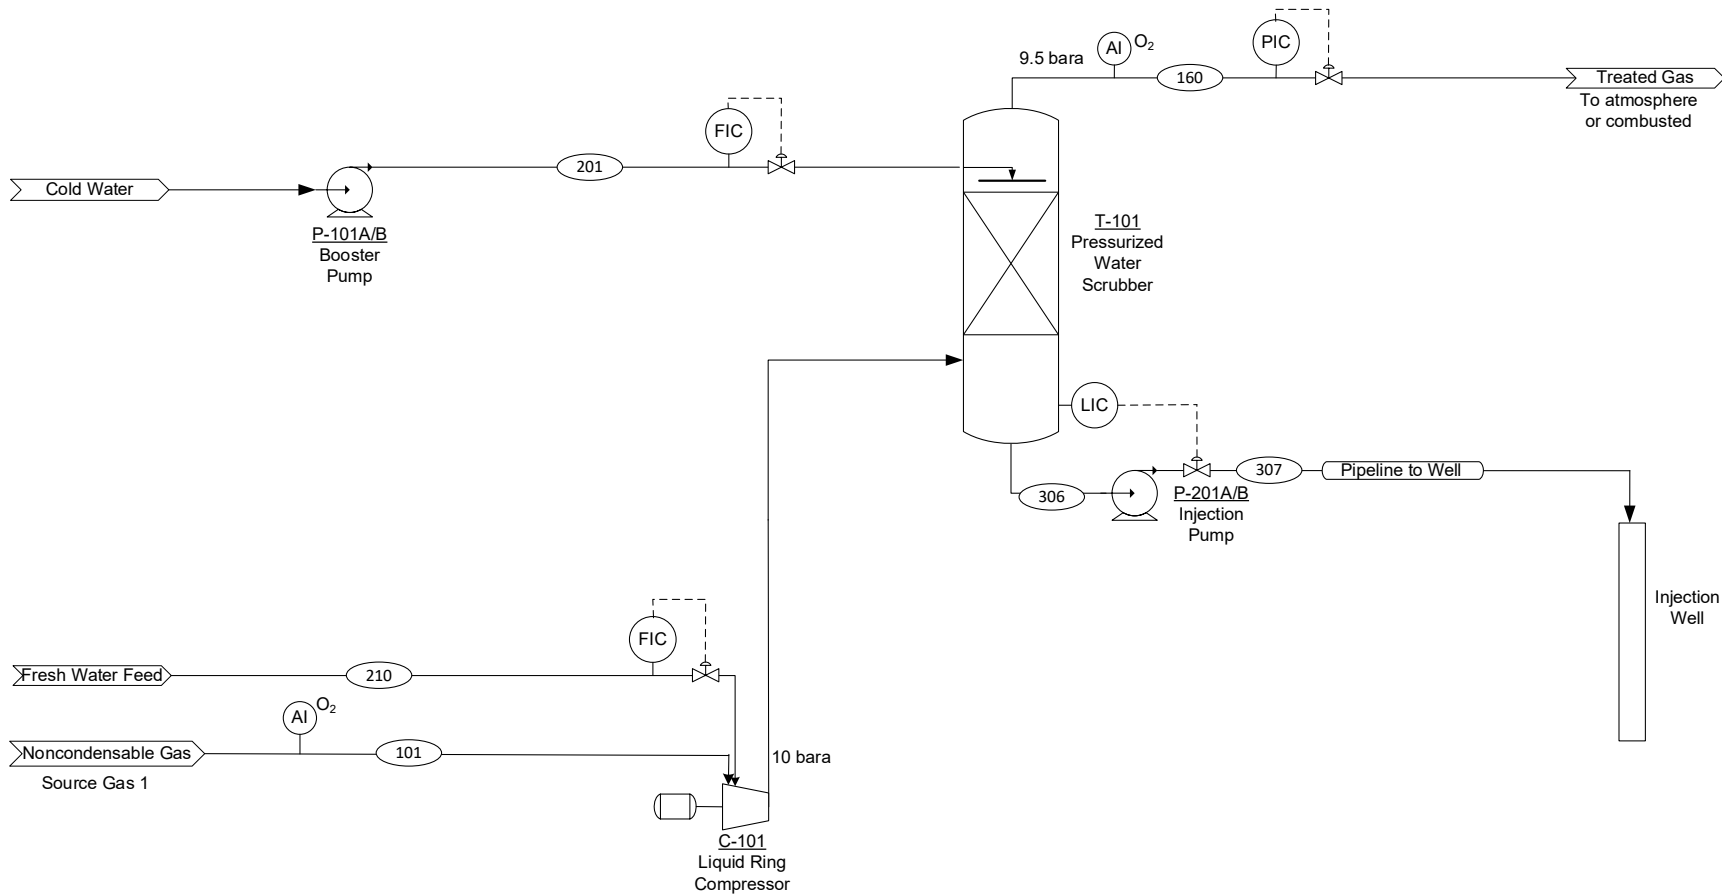 9.5 bara
AI
O₂
160
PIC
Treated Gas
To atmosphere
or combusted
FIC
201
Cold Water
P-101A/B
Booster
Pump
T-101
Pressurized
Water
Scrubber
LIC
306
P-201A/B
Injection
Pump
307
Pipeline to Well
Injection
Well
FIC
Fresh Water Feed
210
AI
O₂
Noncondensable Gas
101
Source Gas 1
10 bara
C-101
Liquid Ring
Compressor